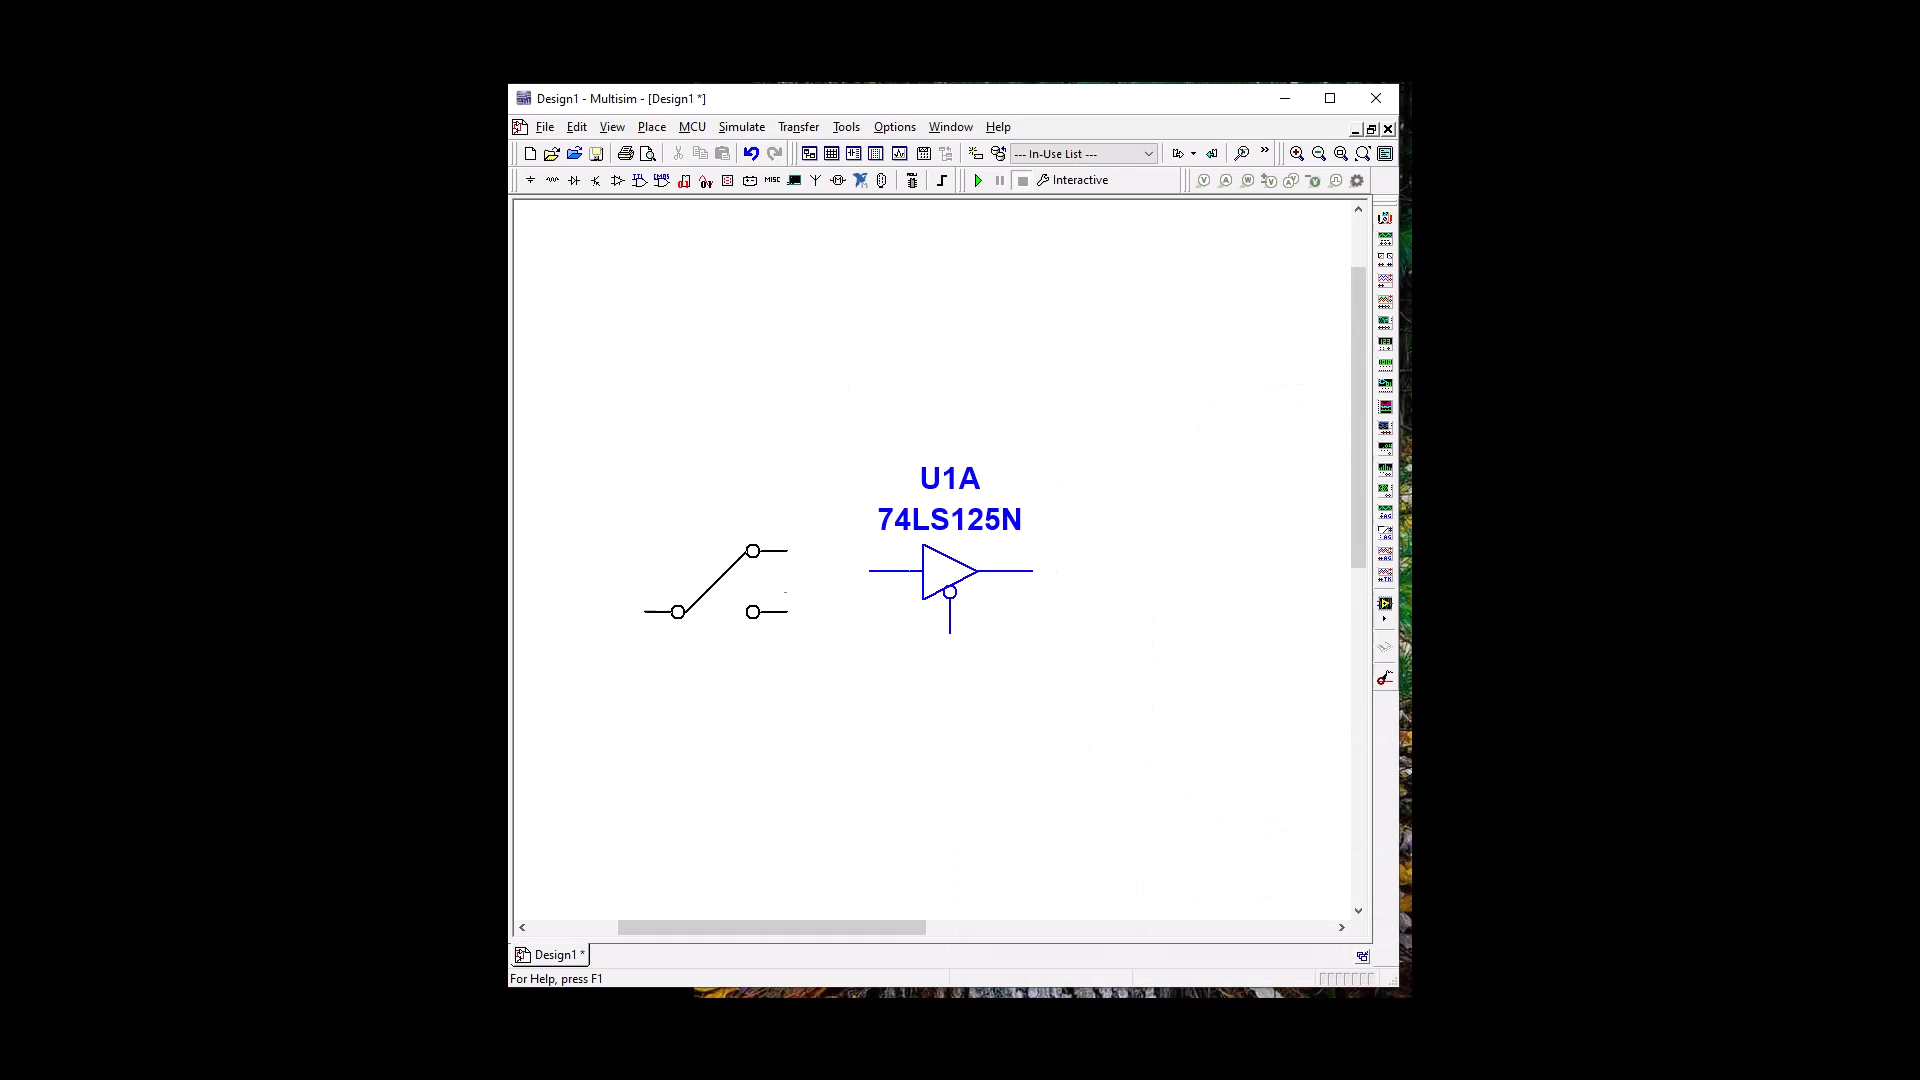 Design1 - Multisim - [Design1 *]
File Edit View Place MCU Simulate Transfer Tools Options Window Help
--- In-Use List ---
MISC Interactive
U1A
74LS125N
Design1 *
For Help, press F1